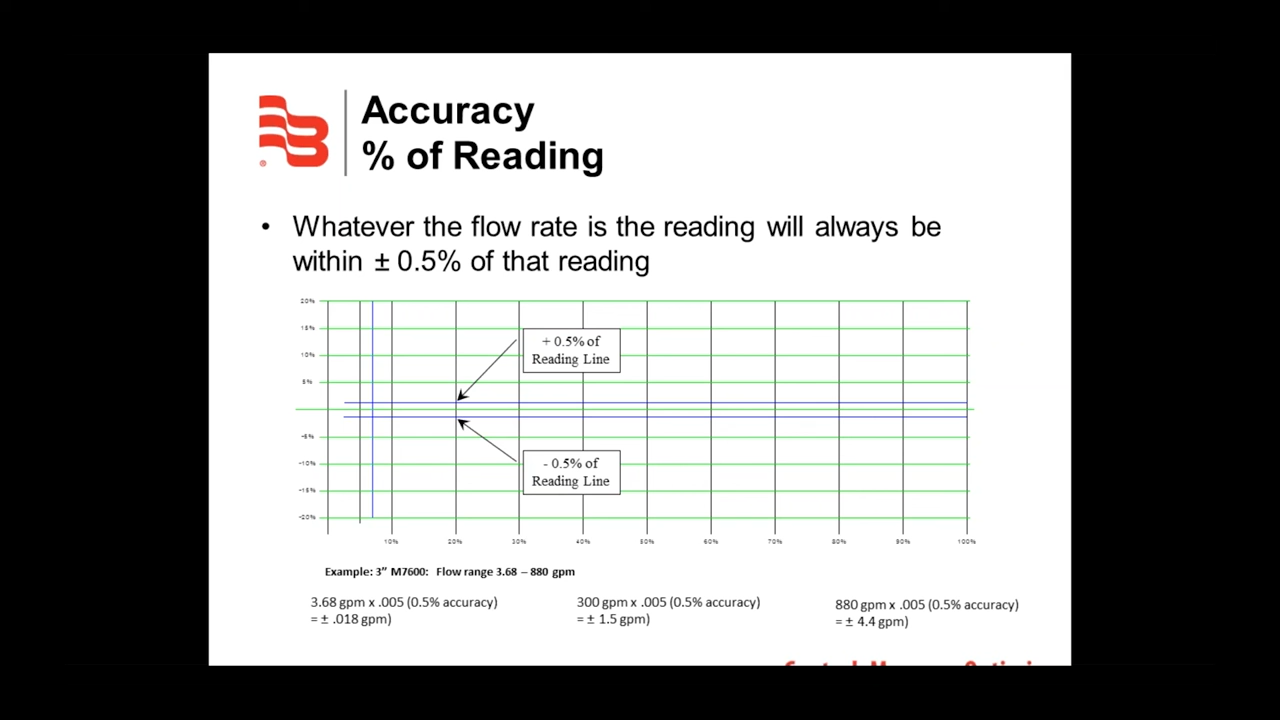 Accuracy
% of Reading
®
• Whatever the flow rate is the reading will always be
within ± 0.5% of that reading
20%
15%
10%
5%
-5%
-10%
-15%
-20%
+ 0.5% of
Reading Line
- 0.5% of
Reading Line
10% 20% 30% 40% 50% 60% 70% 80% 90% 100%
Example: 3” M7600: Flow range 3.68 – 880 gpm
3.68 gpm x .005 (0.5% accuracy)
= ± .018 gpm)
300 gpm x .005 (0.5% accuracy)
= ± 1.5 gpm)
880 gpm x .005 (0.5% accuracy)
= ± 4.4 gpm)